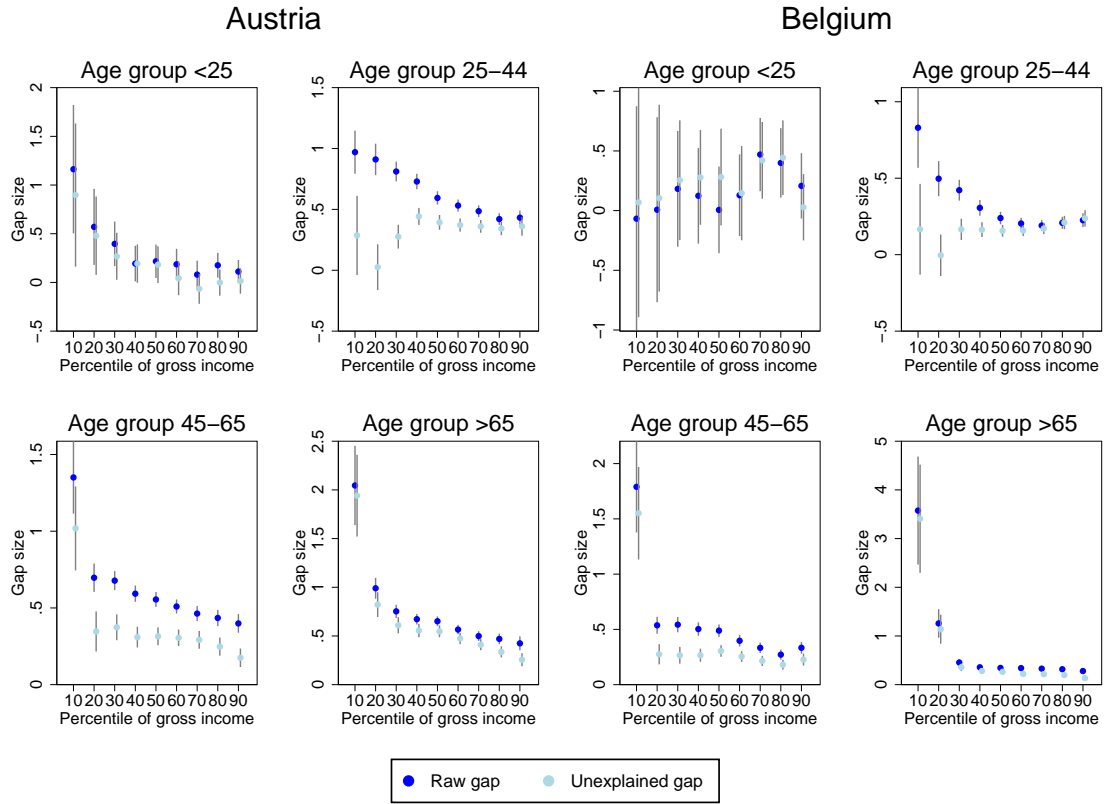 Austria
Belgium
Age group <25
Gap size
−.5 0 .5 1 1.5 2
10 20 30 40 50 60 70 80 90
Percentile of gross income
Age group 25−44
Gap size
−.5 0 .5 1 1.5
10 20 30 40 50 60 70 80 90
Percentile of gross income
Age group <25
Gap size
−1 −.5 0 .5 1
10 20 30 40 50 60 70 80 90
Percentile of gross income
Age group 25−44
Gap size
−.5 0 .5 1
10 20 30 40 50 60 70 80 90
Percentile of gross income
Age group 45−65
Gap size
0 .5 1 1.5
10 20 30 40 50 60 70 80 90
Percentile of gross income
Age group >65
Gap size
0 .5 1 1.5 2 2.5
10 20 30 40 50 60 70 80 90
Percentile of gross income
Age group 45−65
Gap size
0 .5 1 1.5 2
10 20 30 40 50 60 70 80 90
Percentile of gross income
Age group >65
Gap size
0 1 2 3 4 5
10 20 30 40 50 60 70 80 90
Percentile of gross income
Raw gap
Unexplained gap